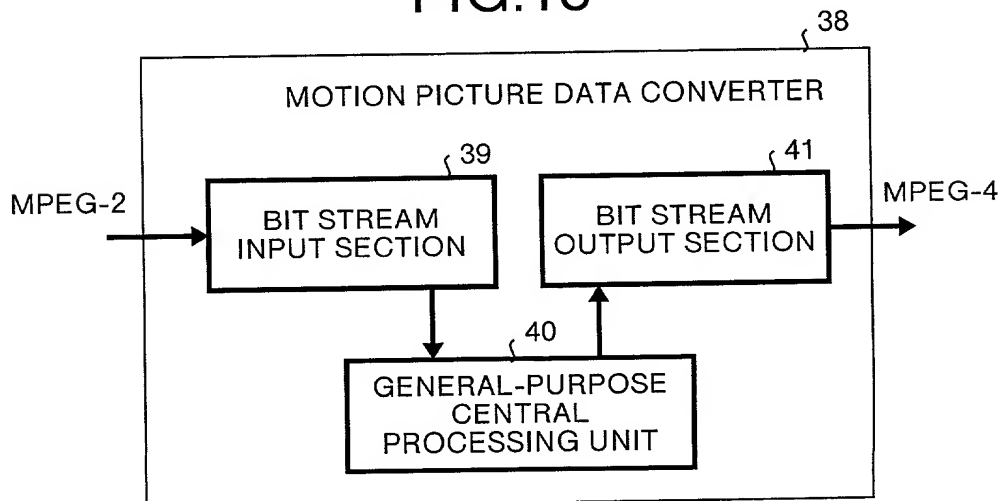 38
MOTION PICTURE DATA CONVERTER
39
41
MPEG-2
MPEG-4
BIT STREAM
INPUT SECTION
BIT STREAM
OUTPUT SECTION
40
GENERAL-PURPOSE
CENTRAL
PROCESSING UNIT